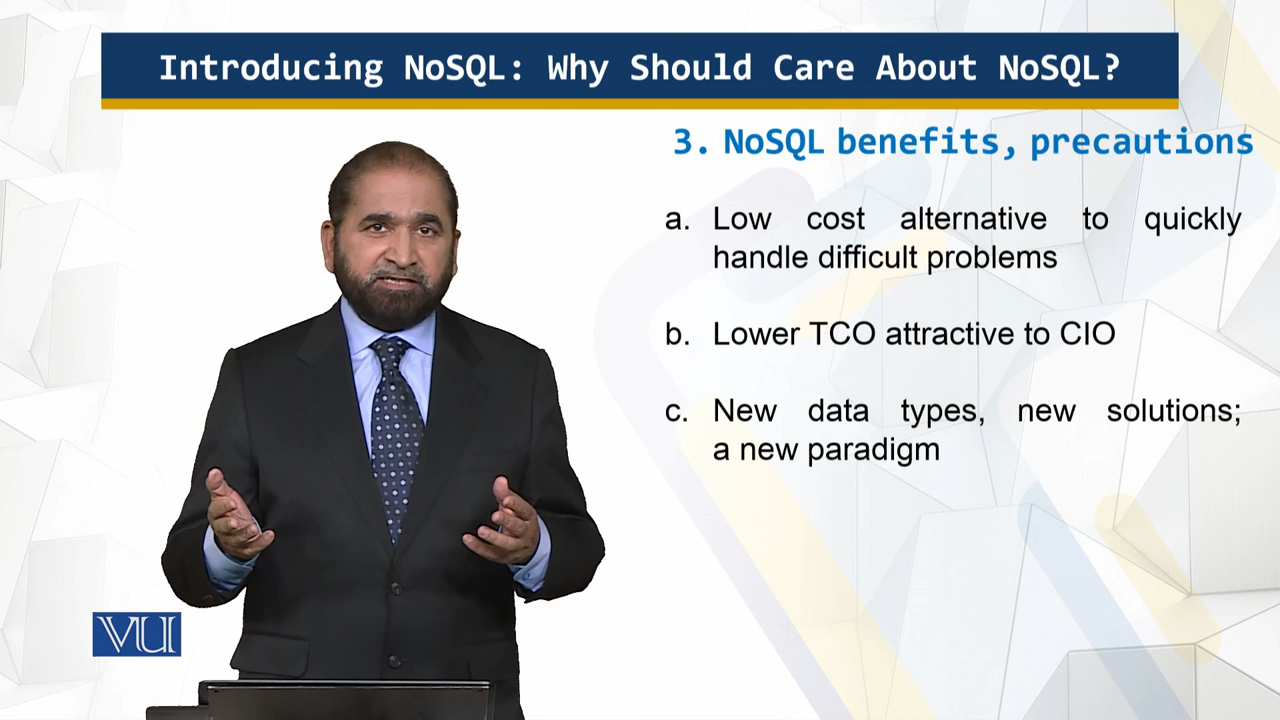 Introducing NoSQL: Why Should Care About NoSQL?
3. NoSQL benefits, precautions
a. Low cost alternative to quickly
handle difficult problems
b. Lower TCO attractive to CIO
c. New data types, new solutions;
a new paradigm
VU